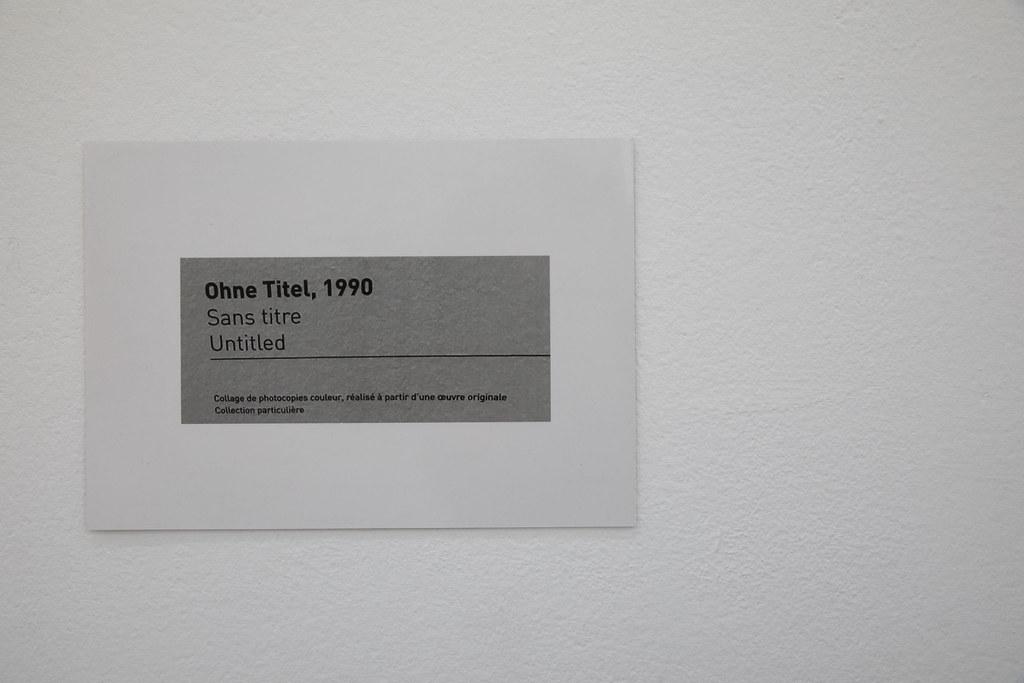 Ohne Titel, 1990
Sans titre
Untitled
Collage de photocopies couleur, réalisé à partir d'une œuvre originale
Collection particulière